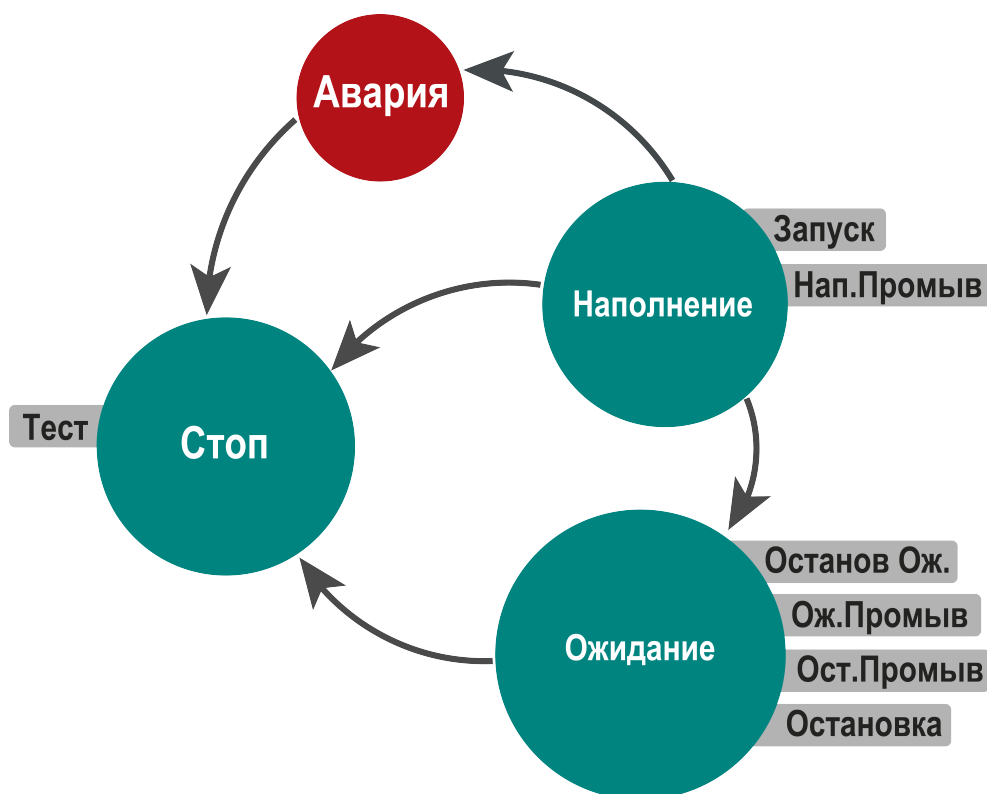 Авария
Запуск
Нап.Промыв
Наполнение
Тест
Стоп
Останов Ож.
Ож.Промыв
Ожидание
Ост.Промыв
Остановка